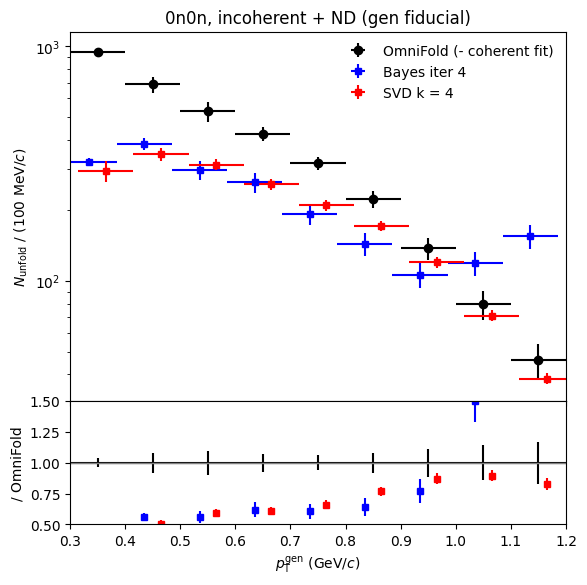 0n0n, incoherent + ND (gen fiducial)
OmniFold (- coherent fit)
Bayes iter 4
SVD k = 4
N_unfold / (100 MeV/c)
10³
10²
/ OmniFold
1.50
1.25
1.00
0.75
0.50
0.3 0.4 0.5 0.6 0.7 0.8 0.9 1.0 1.1 1.2
p_T^gen (GeV/c)